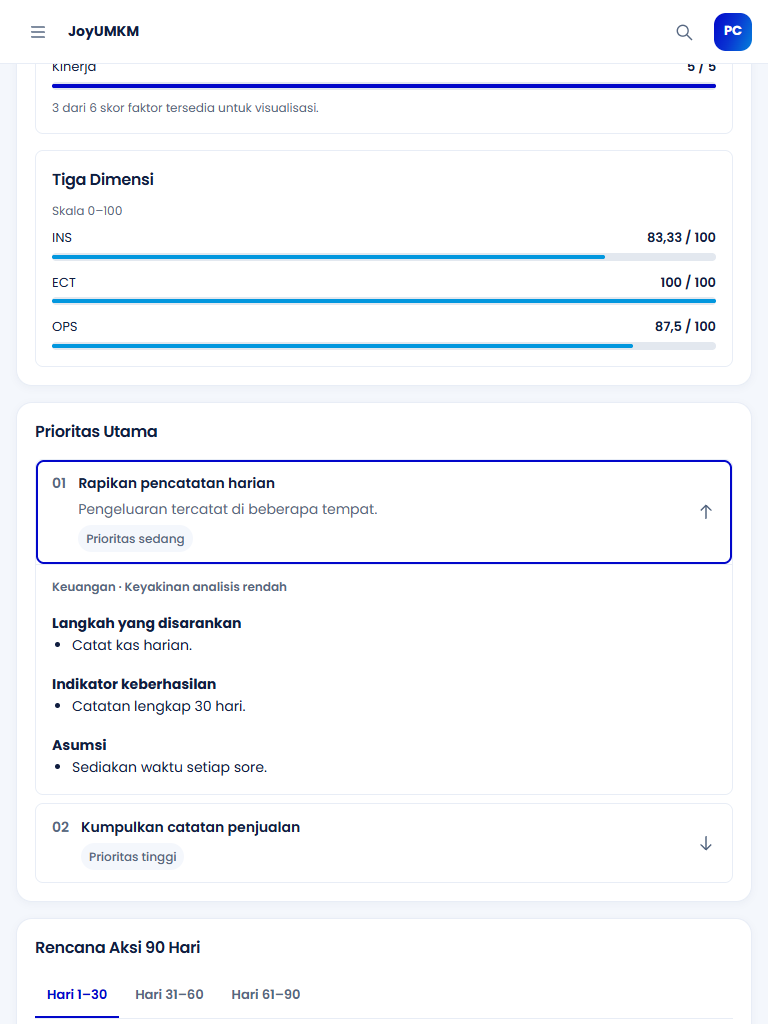 JoyUMKM
PC
Kinerja
5 / 5
3 dari 6 skor faktor tersedia untuk visualisasi.
Tiga Dimensi
Skala 0–100
INS
83,33 / 100
ECT
100 / 100
OPS
87,5 / 100
Prioritas Utama
01 Rapikan pencatatan harian
Pengeluaran tercatat di beberapa tempat.
Prioritas sedang
Keuangan · Keyakinan analisis rendah
Langkah yang disarankan
• Catat kas harian.
Indikator keberhasilan
• Catatan lengkap 30 hari.
Asumsi
• Sediakan waktu setiap sore.
02 Kumpulkan catatan penjualan
Prioritas tinggi
Rencana Aksi 90 Hari
Hari 1–30
Hari 31–60
Hari 61–90